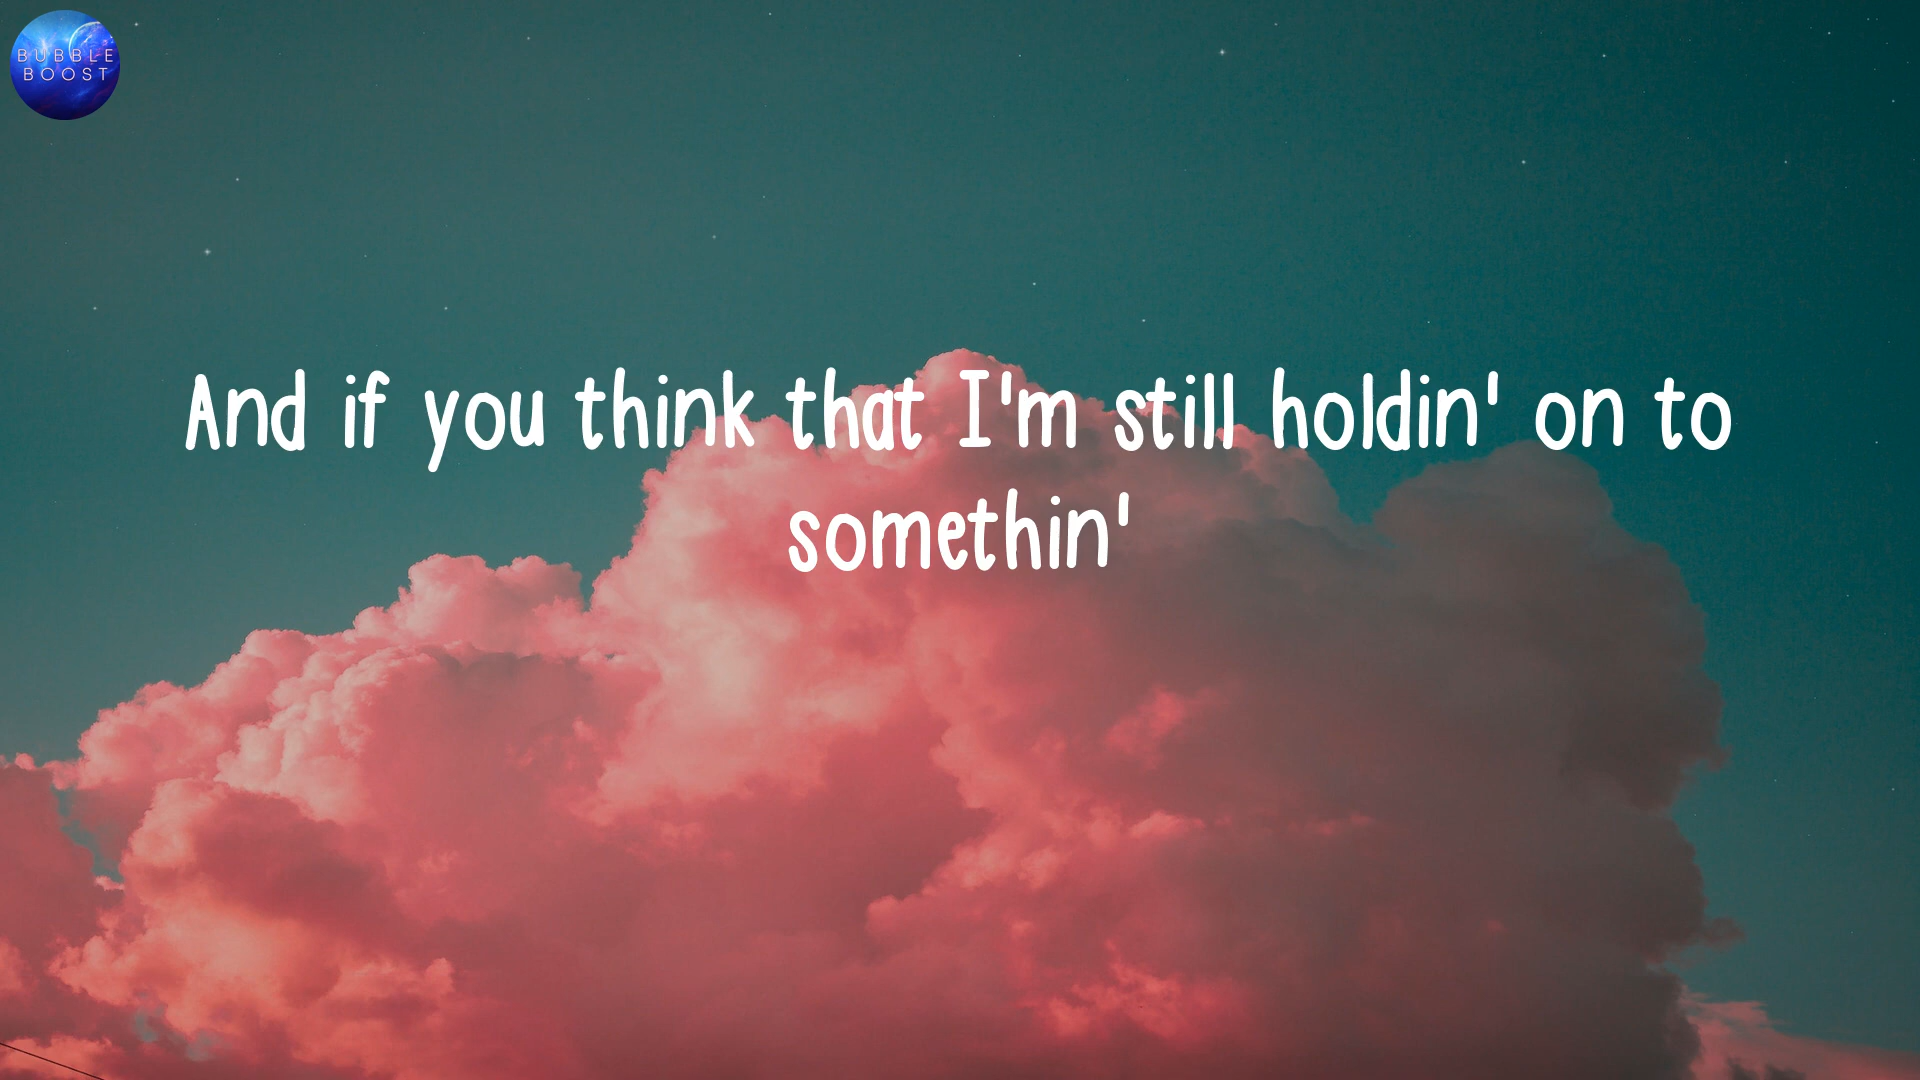 BUBBLE
BOOST
And if you think that I'm still holdin' on to
somethin'